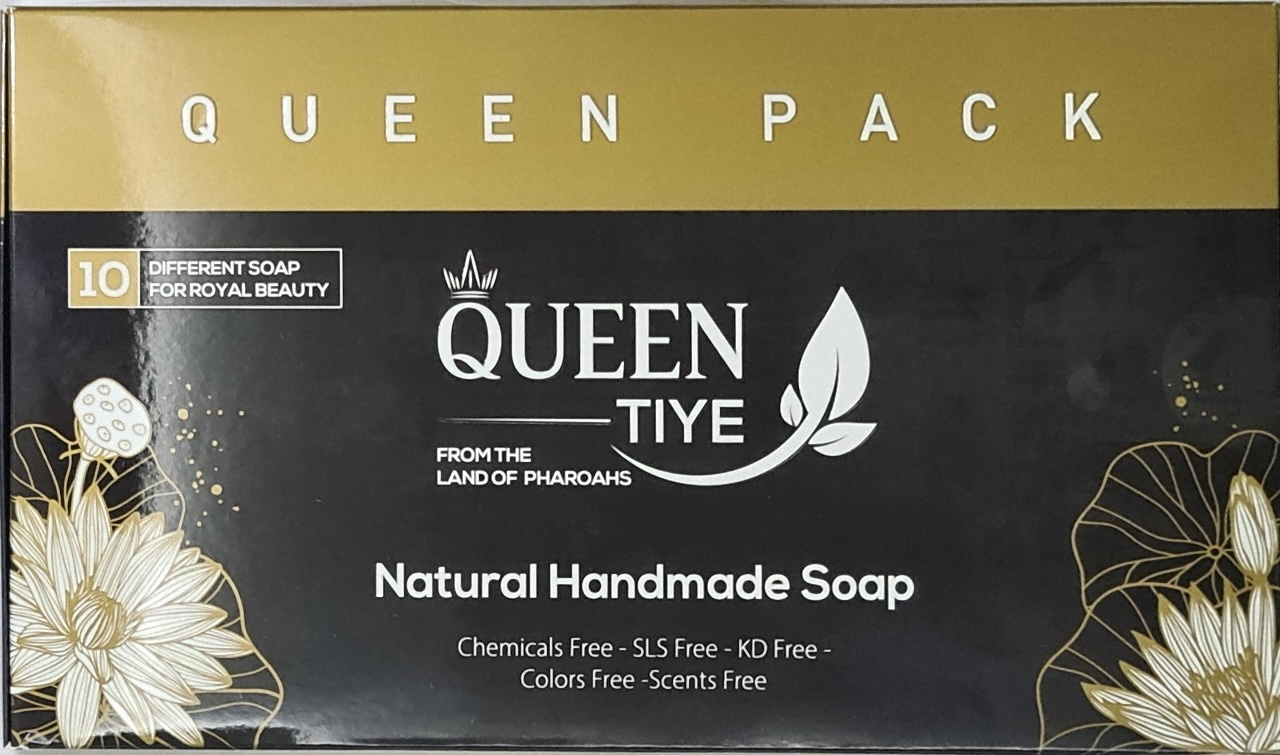 QUEEN PACK
10
DIFFERENT SOAP
FOR ROYAL BEAUTY
QUEEN
TIYE
FROM THE
LAND OF PHAROAHS
Natural Handmade Soap
Chemicals Free - SLS Free - KD Free -
Colors Free -Scents Free